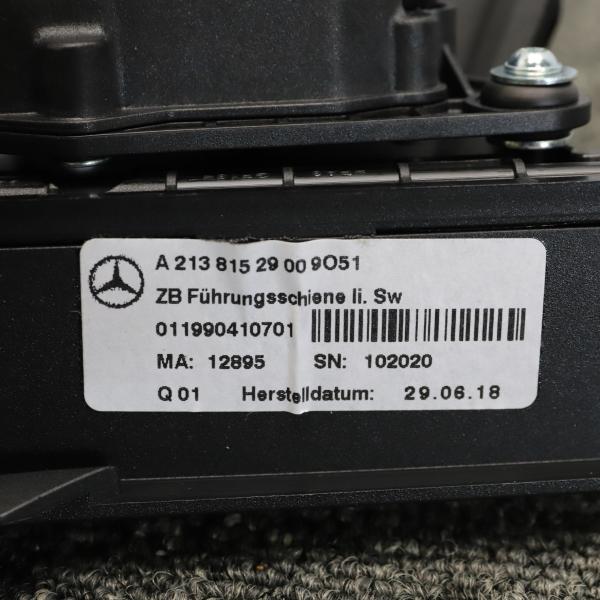 A 213 815 29 00 9O51
ZB Führungsschiene li. Sw
011990410701
MA: 12895 SN: 102020
Q 01 Herstelldatum: 29.06.18